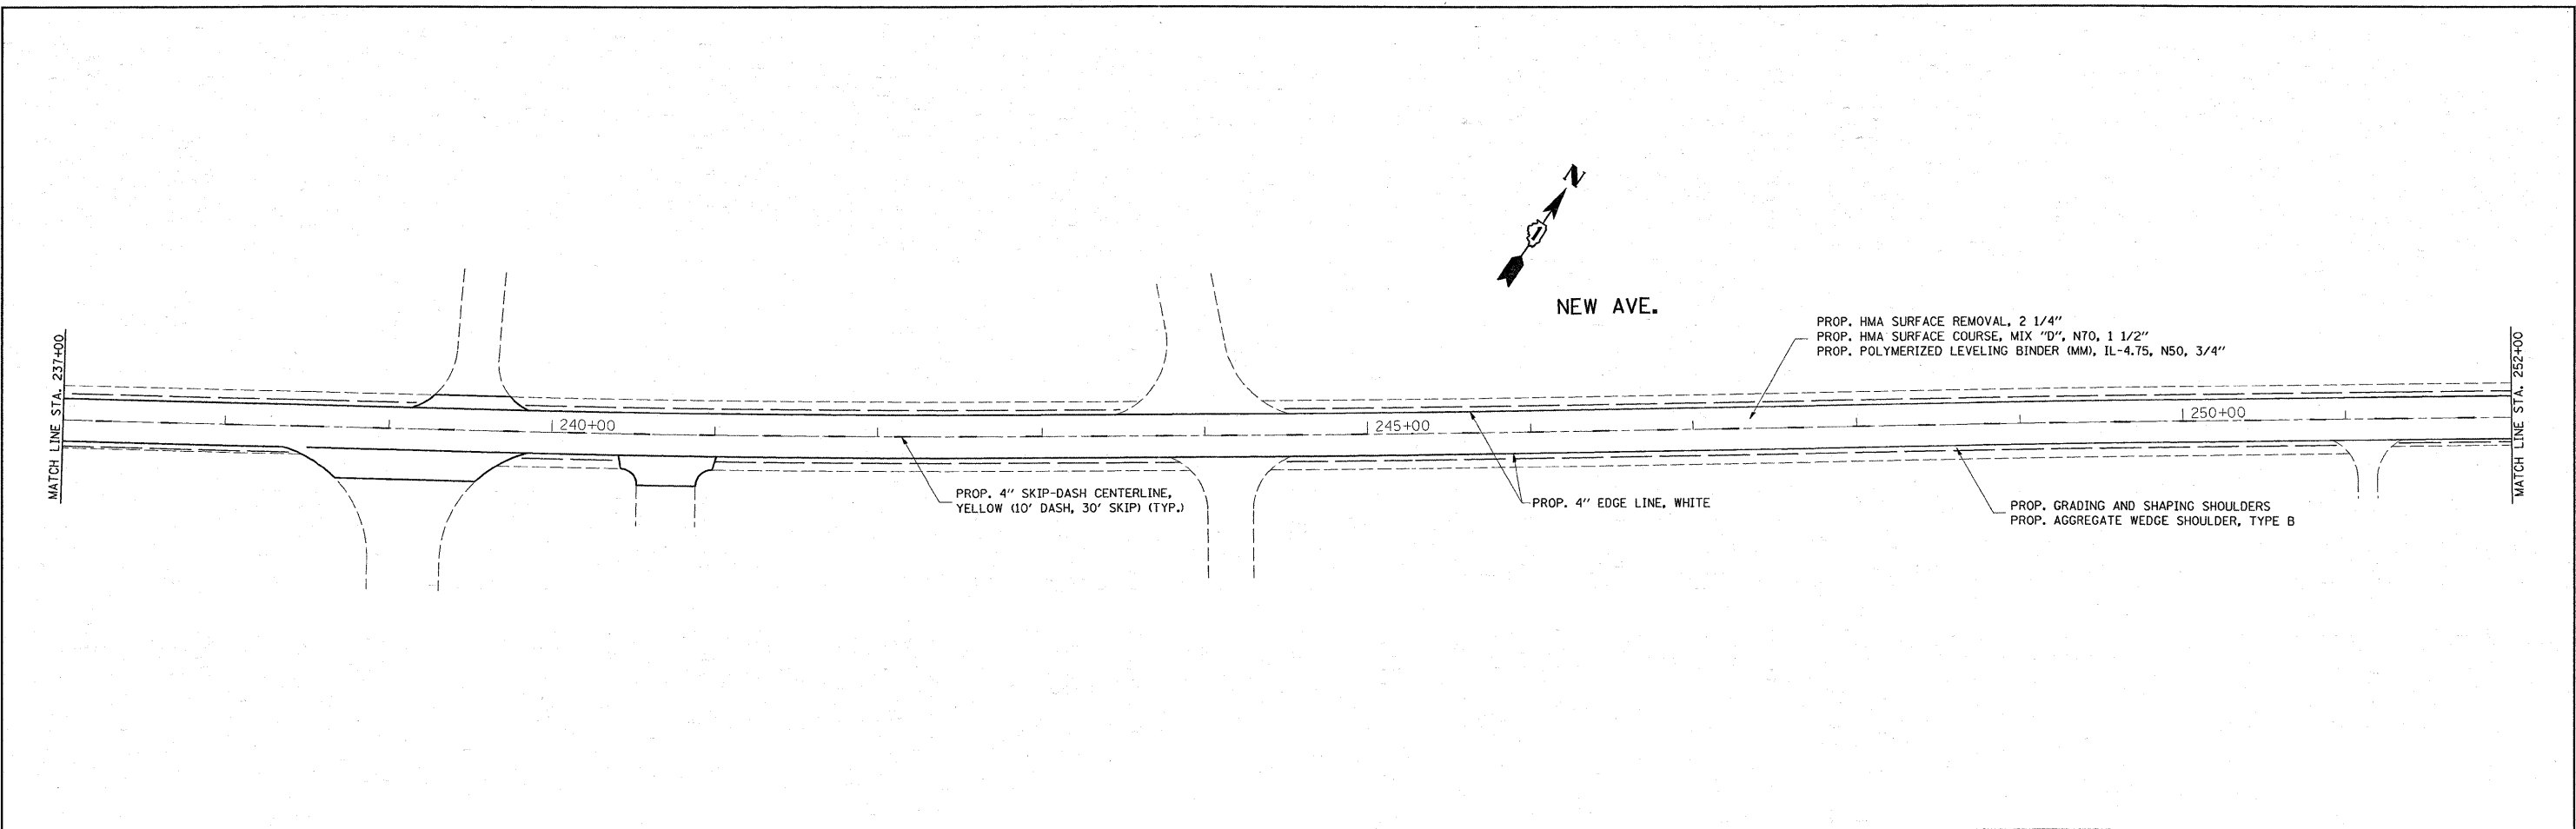 N
NEW AVE.
PROP. HMA SURFACE REMOVAL, 2 1/4"
PROP. HMA SURFACE COURSE, MIX "D", N70, 1 1/2"
PROP. POLYMERIZED LEVELING BINDER (MM), IL-4.75, N50, 3/4"
MATCH LINE STA. 237+00
MATCH LINE STA. 252+00
240+00
245+00
250+00
PROP. 4" SKIP-DASH CENTERLINE,
YELLOW (10' DASH, 30' SKIP) (TYP.)
PROP. 4" EDGE LINE, WHITE
PROP. GRADING AND SHAPING SHOULDERS
PROP. AGGREGATE WEDGE SHOULDER, TYPE B